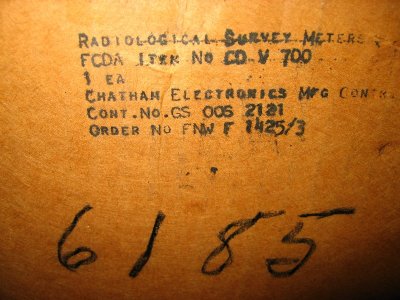 RADIOLOGICAL SURVEY METERS
FCDA ITEM NO CD V 700
1 EA
CHATHAM ELECTRONICS MFG CONTR
CONT.NO.GS OOS 2121
ORDER NO FNW F 1425/3
6185